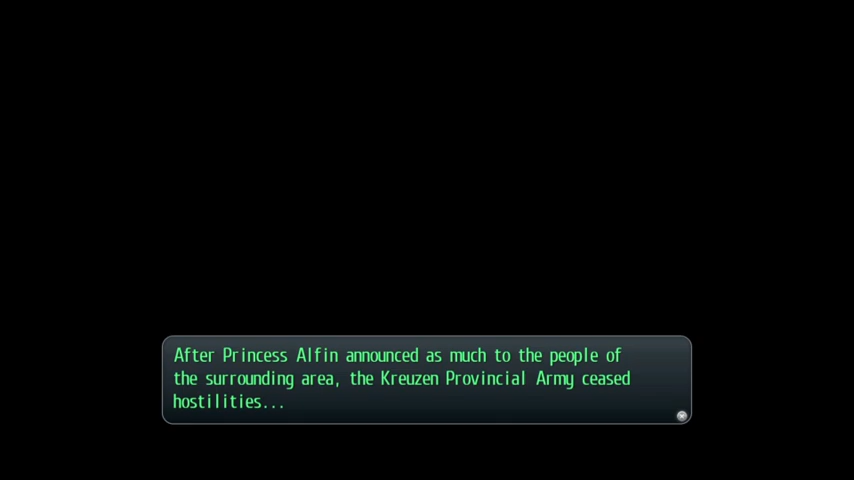 After Princess Alfin announced as much to the people of
the surrounding area, the Kreuzen Provincial Army ceased
hostilities...